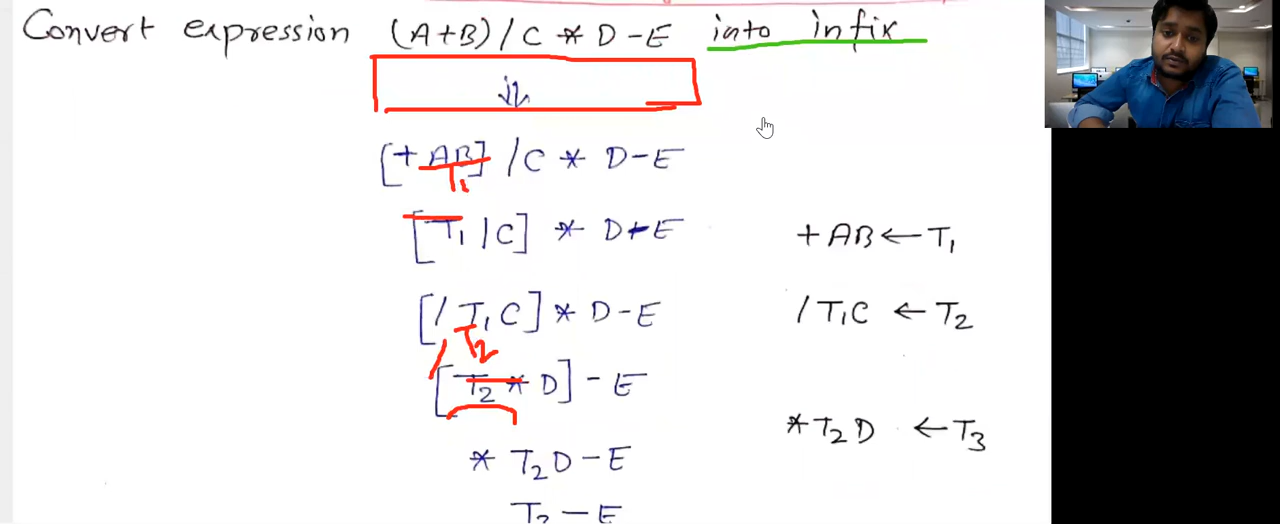 Convert expression (A+B)/C * D-E into infix
[+AB] /C * D-E
T1
[T1/C] * D-E
+AB←T1
[/T1C] * D-E
/T1C ← T2
T2
[T2 * D] - E
*T2D ← T3
* T2D-E
T3-E